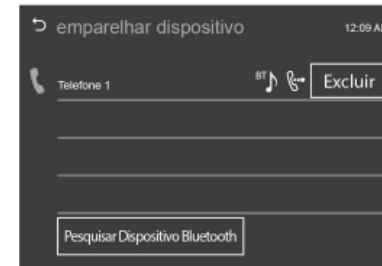 emparelhar dispositivo 12:09 A
Telefone 1 BT Excluir
Pesquisar Dispositivo Bluetooth